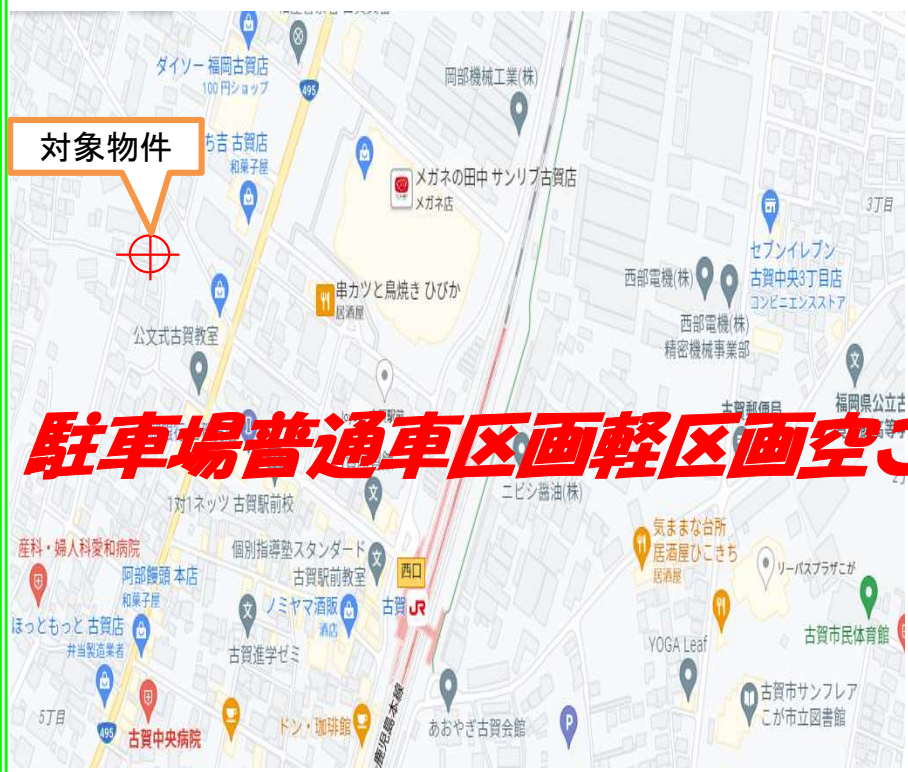 ダイソー 福岡古賀店
100円ショップ
495
岡部機械工業(株)
対象物件
ち吉 古賀店
和菓子屋
メガネの田中 サンリブ古賀店
メガネ店
3丁目
セブンイレブン
古賀中央3丁目店
コンビニエンスストア
西部電機(株)
西部電機(株)
精密機械事業部
串カツと鳥焼き ひびか
居酒屋
公文式古賀教室
古賀郵便局
福岡県公立古
駐車場普通車区画軽区画空こ
ニビシ醤油(株)
1対1ネッツ 古賀駅前校
産科・婦人科愛和病院
個別指導塾スタンダード
古賀駅前教室
西口
気ままな台所
居酒屋ひこきち
居酒屋
リーパスプラザこが
阿部饅頭 本店
和菓子屋
ノミヤマ酒販
酒店
古賀
JR
ほっともっと 古賀店
弁当製造業者
古賀進学ゼミ
YOGA Leaf
古賀市民体育館
5丁目
495
古賀中央病院
ドン・珈琲館
鹿児島本線
あおやぎ古賀会館
P
古賀市サンフレア
こが市立図書館